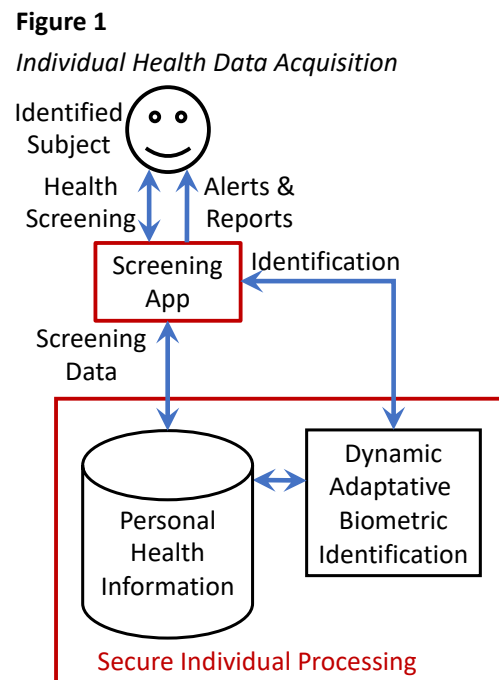 Figure 1
Individual Health Data Acquisition
Identified
Subject
Health
Screening
Alerts &
Reports
Screening
App
Identification
Screening
Data
Personal
Health
Information
Dynamic
Adaptative
Biometric
Identification
Secure Individual Processing